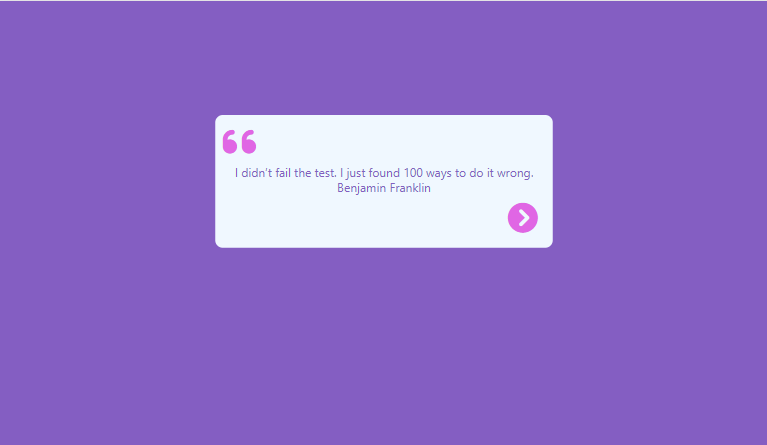 I didn't fail the test. I just found 100 ways to do it wrong.
Benjamin Franklin